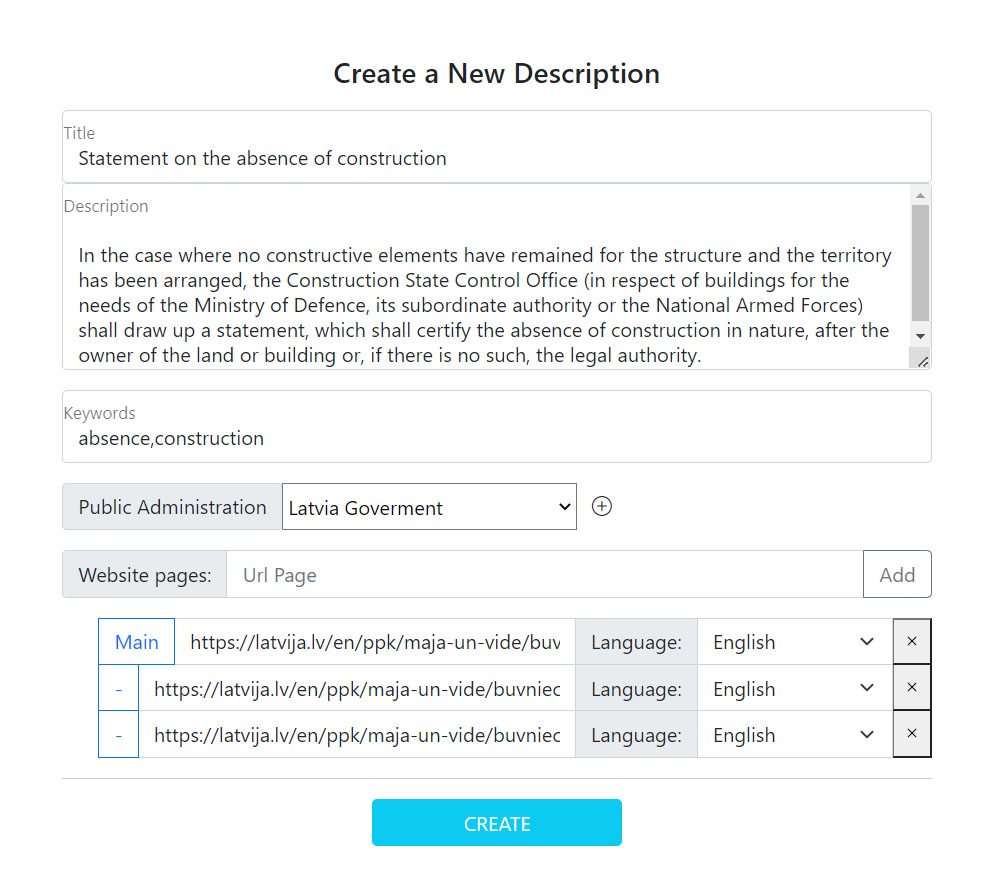 Create a New Description
Title
Statement on the absence of construction
Description
In the case where no constructive elements have remained for the structure and the territory
has been arranged, the Construction State Control Office (in respect of buildings for the
needs of the Ministry of Defence, its subordinate authority or the National Armed Forces)
shall draw up a statement, which shall certify the absence of construction in nature, after the
owner of the land or building or, if there is no such, the legal authority.
Keywords
absence,construction
Public Administration Latvia Goverment
Website pages: Url Page Add
Main https://latvija.lv/en/ppk/maja-un-vide/buv Language: English ×
- https://latvija.lv/en/ppk/maja-un-vide/buvniec Language: English ×
- https://latvija.lv/en/ppk/maja-un-vide/buvniec Language: English ×
CREATE